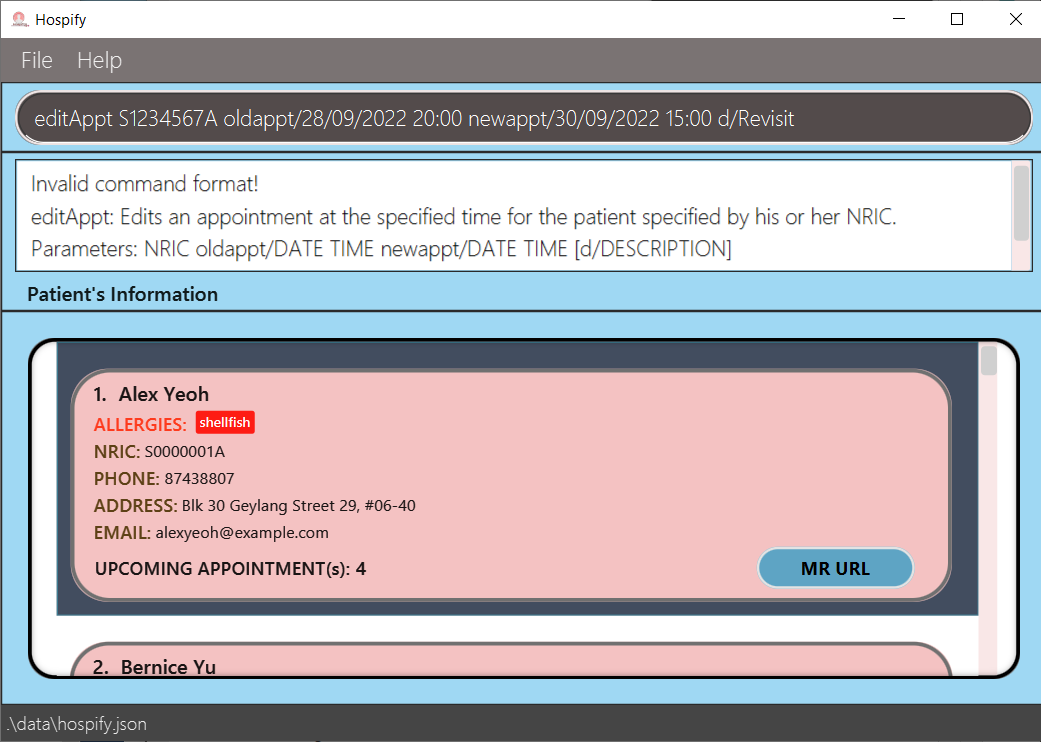 Hospify
File Help
editAppt S1234567A oldappt/28/09/2022 20:00 newappt/30/09/2022 15:00 d/Revisit
Invalid command format!
editAppt: Edits an appointment at the specified time for the patient specified by his or her NRIC.
Parameters: NRIC oldappt/DATE TIME newappt/DATE TIME [d/DESCRIPTION]
Patient's Information
1. Alex Yeoh
ALLERGIES: shellfish
NRIC: S0000001A
PHONE: 87438807
ADDRESS: Blk 30 Geylang Street 29, #06-40
EMAIL: alexyeoh@example.com
UPCOMING APPOINTMENT(s): 4
MR URL
2. Bernice Yu
.\data\hospify.json